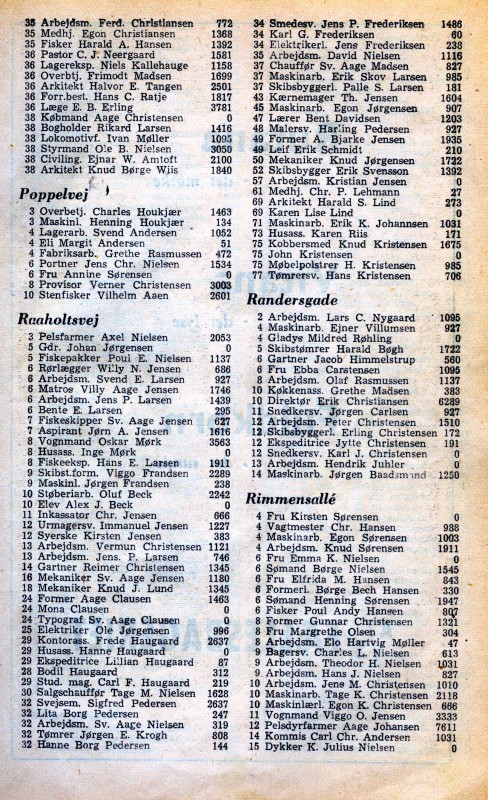 35 Arbejdsm. Ferd. Christiansen 772
35 Medhj. Egon Christiansen 1368
35 Fisker Harald A. Hansen 1392
36 Pastor C. J. Neergaard 1581
36 Lagereksp. Niels Kallehauge 1158
36 Overbtj. Frimodt Madsen 1699
36 Arkitekt Halvor E. Tangen 2501
36 Forr.best. Hans C. Ratje 1817
36 Læge E. B. Erling 3781
38 Købmand Aage Christensen 0
38 Bogholder Rikard Larsen 1416
38 Lokomotivf. Ivan Møller 1095
38 Styrmand Ole B. Nielsen 3050
38 Civiling. Ejnar W. Amtoft 2100
38 Arkitekt Knud Børge Wjis 1840
Poppelvej
3 Overbetj. Charles Houkjær 1463
3 Maskinl. Henning Houkjær 134
4 Lagerarb. Svend Andersen 1052
4 Eli Margit Andersen 51
4 Fabriksarb. Grethe Rasmussen 472
6 Portner Jens Chr. Nielsen 1534
6 Fru Annine Sørensen 0
8 Provisor Verner Christensen 3003
10 Stenfisker Vilhelm Aaen 2601
Raaholtsvej
3 Pelsfarmer Axel Nielsen 2053
5 Gdr. Johan Jørgensen 0
5 Fiskepakker Poul E. Nielsen 1137
6 Rørlægger Willy N. Jensen 686
6 Arbejdsm. Svend E. Larsen 927
6 Matros Villy Aage Jensen 1746
6 Arbejdsm. Jens P. Larsen 1439
6 Bente E. Larsen 295
7 Fiskeskipper Sv. Aage Jensen 627
7 Aspirant Jørn A. Jensen 1616
8 Vognmand Oskar Mørk 3563
8 Husass. Inge Mørk 0
8 Fiskeeksp. Hans E. Larsen 1911
9 Skibst.form. Viggo Frandsen 2289
9 Maskinl. Jørgen Frandsen 238
10 Støberiarb. Oluf Beck 2242
10 Elev Alex J. Beck 0
11 Inkassator Chr. Jensen 666
12 Urmagersv. Immanuel Jensen 1227
12 Syerske Kirsten Jensen 383
13 Arbejdsm. Vermun Christensen 1121
13 Arbejdsm. Jens P. Larsen 746
14 Gartner Reimer Christensen 1345
16 Mekaniker Sv. Aage Jensen 1180
18 Mekaniker Knud J. Lund 1345
24 Former Aage Clausen 1463
24 Mona Clausen 0
24 Typograf Sv. Aage Clausen 0
25 Elektriker Ole Jørgensen 996
29 Kontorass. Frede Haugaard 2637
29 Husass. Hanne Haugaard 0
29 Ekspeditrice Lillian Haugaard 87
28 Bodil Haugaard 312
29 Stud. mag. Carl F. Haugaard 219
30 Salgschauffør Tage M. Nielsen 1628
32 Svejsem. Sigfred Pedersen 2637
32 Lita Borg Pedersen 247
32 Arbejdsm. Sv. Aage Nielsen 319
32 Tømrer Jørgen E. Krogh 808
32 Hanne Borg Pedersen 144
34 Smedesv. Jens P. Frederiksen 1486
34 Karl G. Frederiksen 60
34 Elektrikerl. Jens Frederiksen 238
35 Arbejdsm. David Nielsen 1116
37 Chauffør Sv. Aage Madsen 827
37 Maskinarb. Erik Skov Larsen 985
37 Skibsbyggerl. Palle S. Larsen 181
43 Kærnemager Th. Jensen 1604
45 Maskinarb. Egon Jørgensen 907
47 Lærer Bent Davidsen 1203
48 Malersv. Harling Pedersen 927
49 Former A. Bjarke Jensen 1935
49 Leif Erik Schmidt 210
50 Mekaniker Knud Jørgensen 1722
52 Skibsbygger Erik Svensson 1392
57 Arbejdsm. Kristian Jensen 0
61 Medhj. Chr. P. Lehmann 27
69 Arkitekt Harald S. Lind 273
69 Karen Lise Lind 0
71 Maskinarb. Erik K. Johannsen 1031
73 Husass. Karen Riis 171
75 Kobbersmed Knud Kristensen 1675
75 John Kristensen 0
75 Møbelpolstrer H. Kristensen 985
77 Tømrersv. Hans Kristensen 706
Randersgade
2 Arbejdsm. Lars C. Nygaard 1095
4 Maskinarb. Ejner Villumsen 927
4 Gladys Mildred Røhling 0
5 Skibstømrer Harald Bøgh 1722
6 Gartner Jacob Himmelstrup 560
6 Fru Ebba Carstensen 1095
8 Arbejdsm. Olaf Rasmussen 1137
10 Køkkenass. Grethe Madsen 383
10 Direktør Erik Christiansen 6289
11 Snedkersv. Jørgen Carlsen 927
12 Arbejdsm. Peter Christensen 1510
12 Skibsbyggerl. Erling Christensen 172
12 Ekspeditrice Jytte Christensen 191
12 Snedkersv. Karl J. Christensen 0
13 Arbejdsm. Hendrik Juhler 0
14 Maskinarb. Jørgen Baadsmand 1250
Rimmensallé
4 Fru Kirsten Sørensen 0
4 Vagtmester Chr. Hansen 988
4 Maskinarb. Egon Sørensen 1003
4 Arbejdsm. Knud Sørensen 1911
6 Fru Emma K. Nielsen 0
6 Sømand Børge Nielsen 1545
6 Fru Elfrida M. Hansen 843
6 Formerl. Børge Bech Hansen 330
6 Sømand Henning Sørensen 1947
6 Fisker Poul Andy Hansen 807
8 Former Gunnar Christensen 1321
8 Fru Margrethe Olsen 304
8 Arbejdsm. Elo Hartvig Møller 47
9 Bagersv. Charles L. Nielsen 613
9 Arbejdsm. Theodor H. Nielsen 1031
9 Arbejdsm. Hans J. Nielsen 827
10 Arbejdsm. Jens M. Christensen 1010
10 Maskinarb. Tage K. Christensen 2118
10 Maskinlærl. Egon K. Christensen 666
11 Vognmand Viggo O. Jensen 3333
12 Pelsdyrfarmer Aage Johansen 7611
14 Kommis Carl Chr. Andersen 1031
15 Dykker K. Julius Nielsen 0